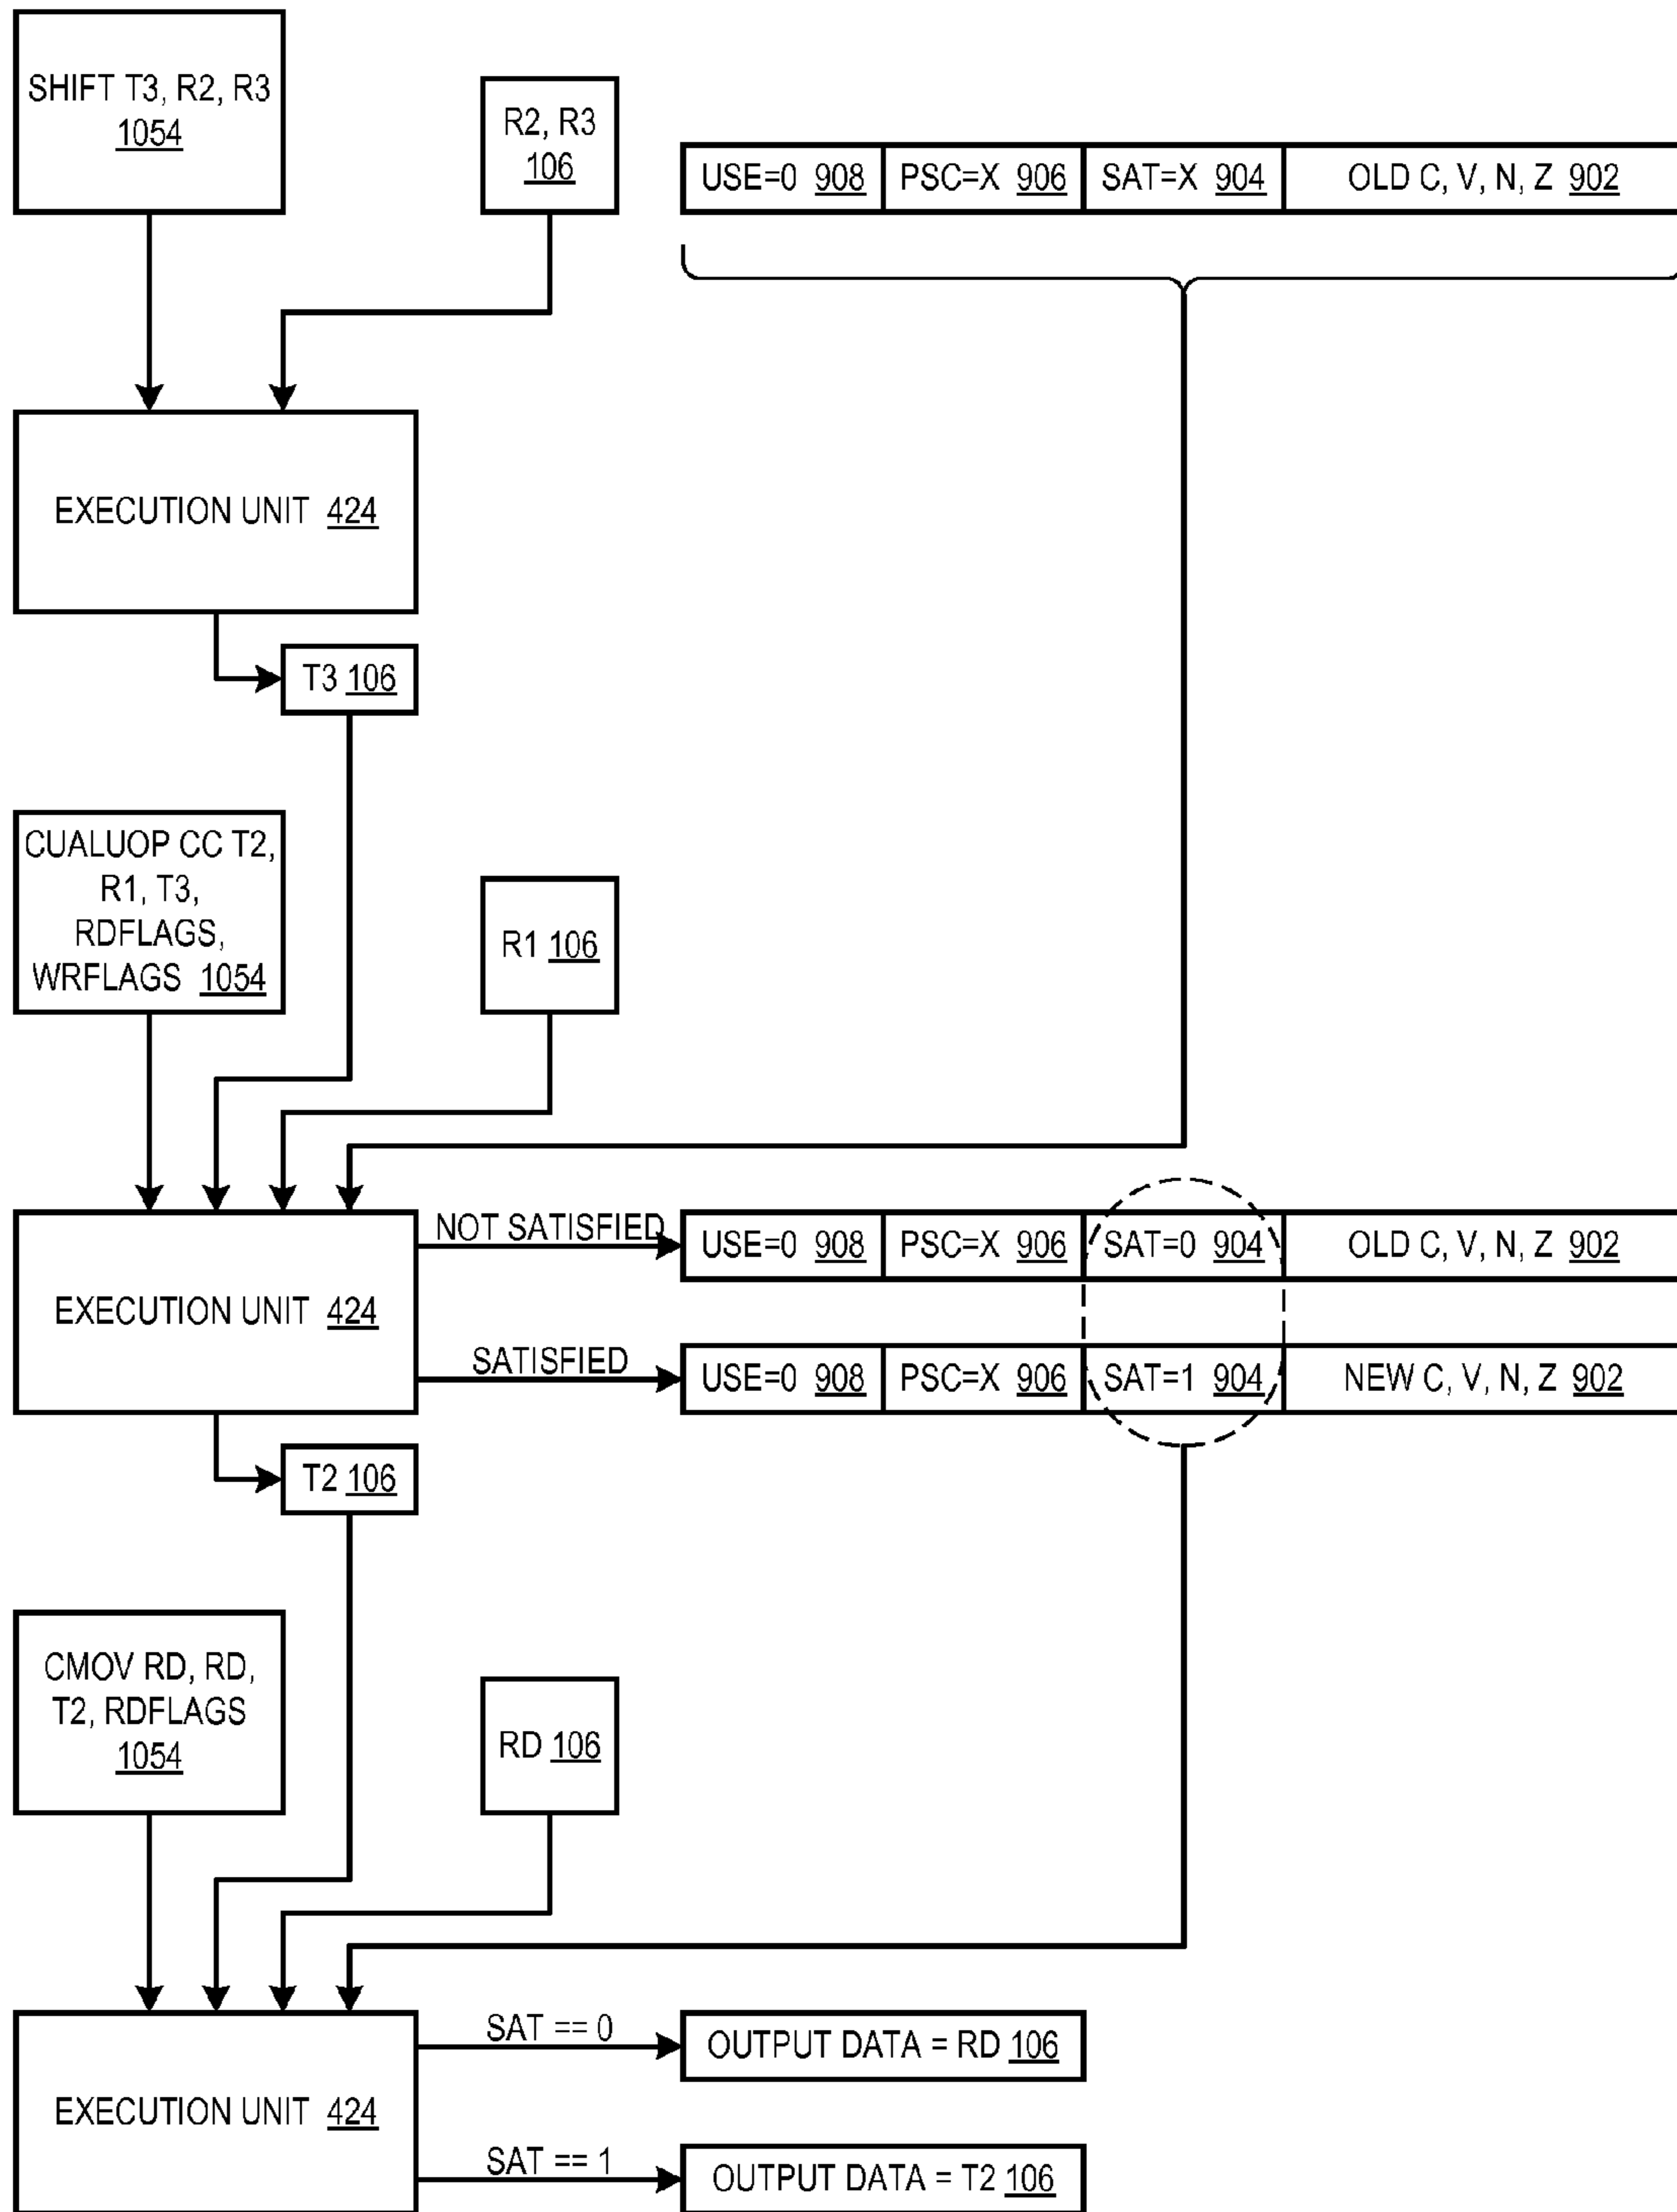 SHIFT T3, R2, R3
1054
R2, R3
106
USE=0 908
PSC=X 906
SAT=X 904
OLD C, V, N, Z 902
EXECUTION UNIT 424
T3 106
CUALUOP CC T2,
R1, T3,
RDFLAGS,
WRFLAGS 1054
R1 106
NOT SATISFIED
USE=0 908
PSC=X 906
SAT=0 904
OLD C, V, N, Z 902
EXECUTION UNIT 424
SATISFIED
USE=0 908
PSC=X 906
SAT=1 904
NEW C, V, N, Z 902
T2 106
CMOV RD, RD,
T2, RDFLAGS
1054
RD 106
SAT == 0
OUTPUT DATA = RD 106
EXECUTION UNIT 424
SAT == 1
OUTPUT DATA = T2 106